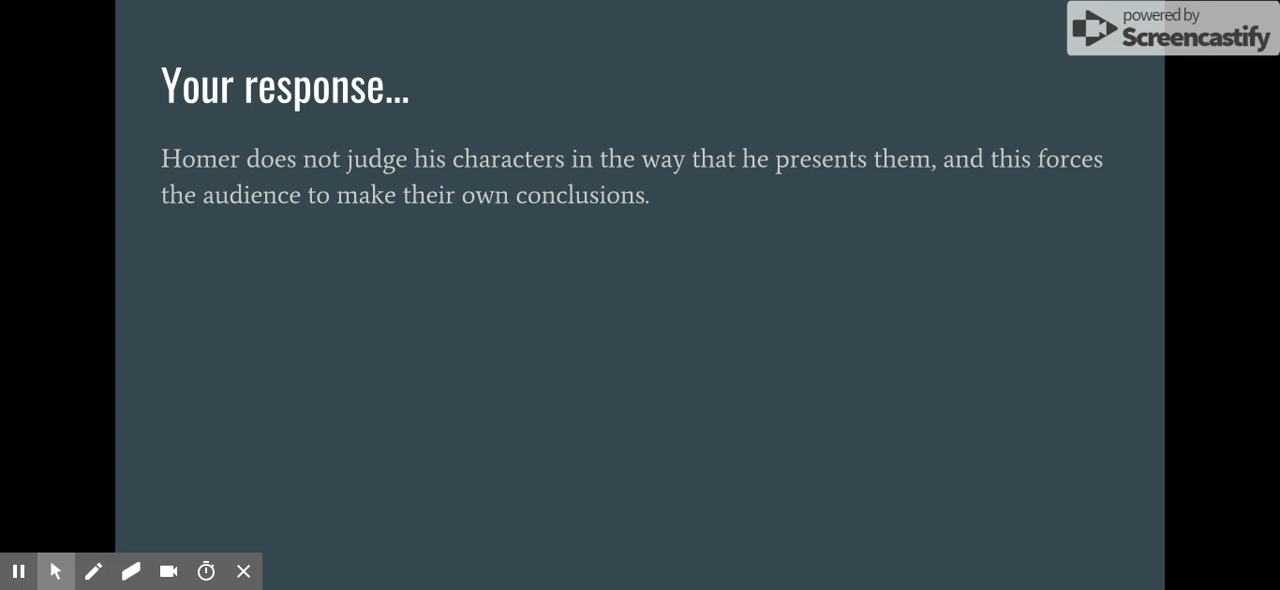 powered by
Screencastify
Your response...
Homer does not judge his characters in the way that he presents them, and this forces
the audience to make their own conclusions.